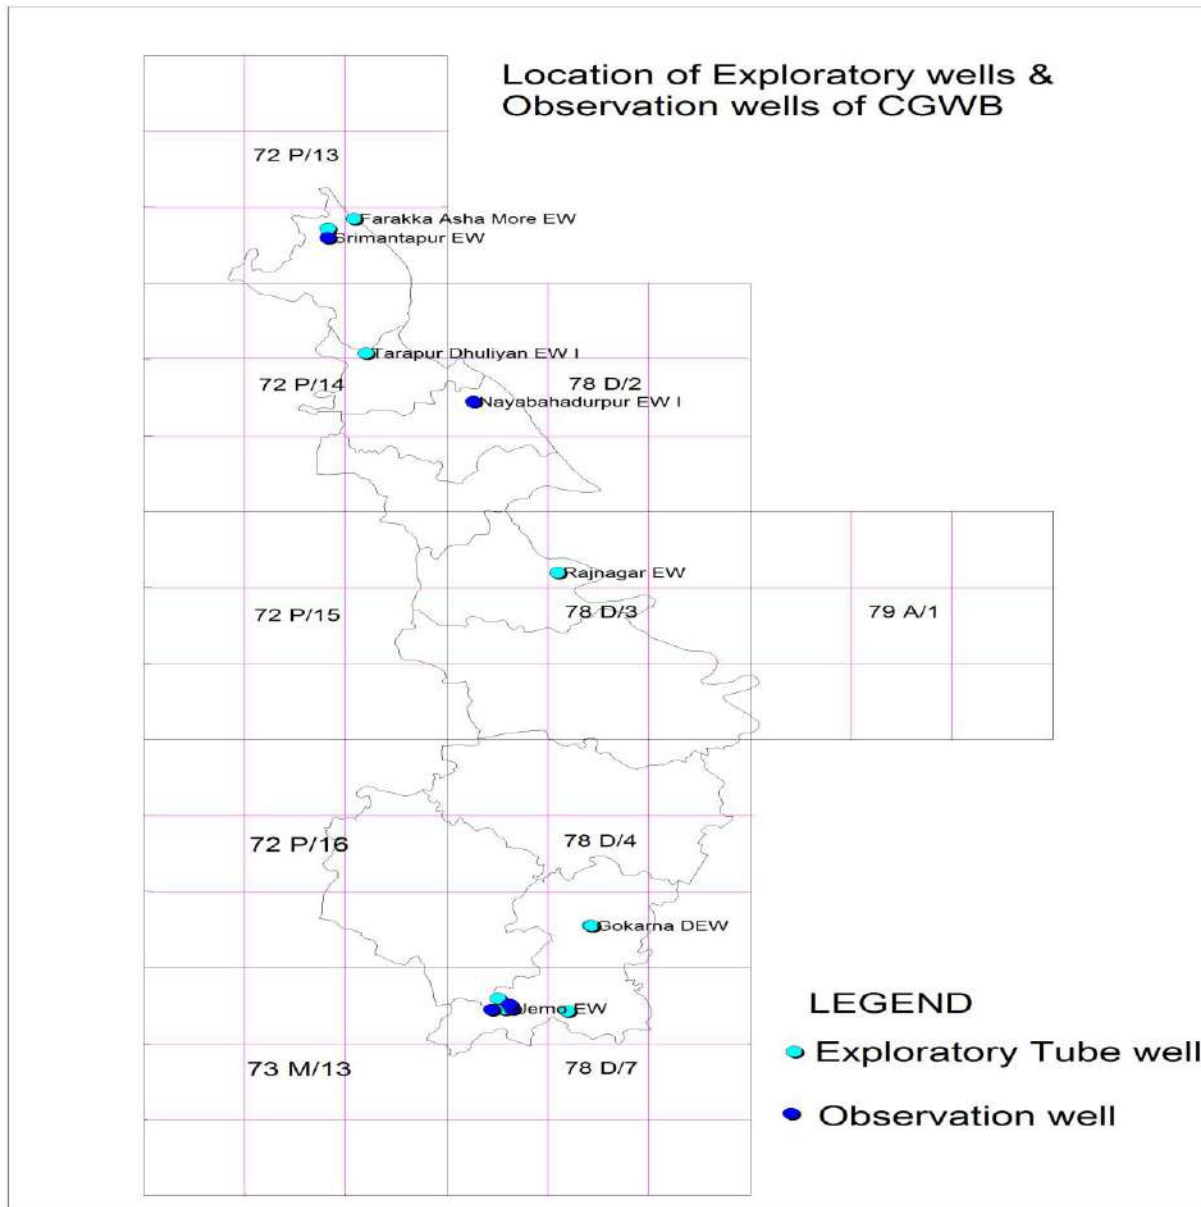 Location of Exploratory wells &
Observation wells of CGWB
72 P/13
Farakka Asha More EW
Srimantapur EW
Tarapur Dhuliyan EW I
72 P/14
78 D/2
Nayabahadurpur EW I
Rajnagar EW
72 P/15
78 D/3
79 A/1
72 P/16
78 D/4
Gokarna DEW
Jemo EW
LEGEND
Exploratory Tube well
73 M/13
78 D/7
Observation well